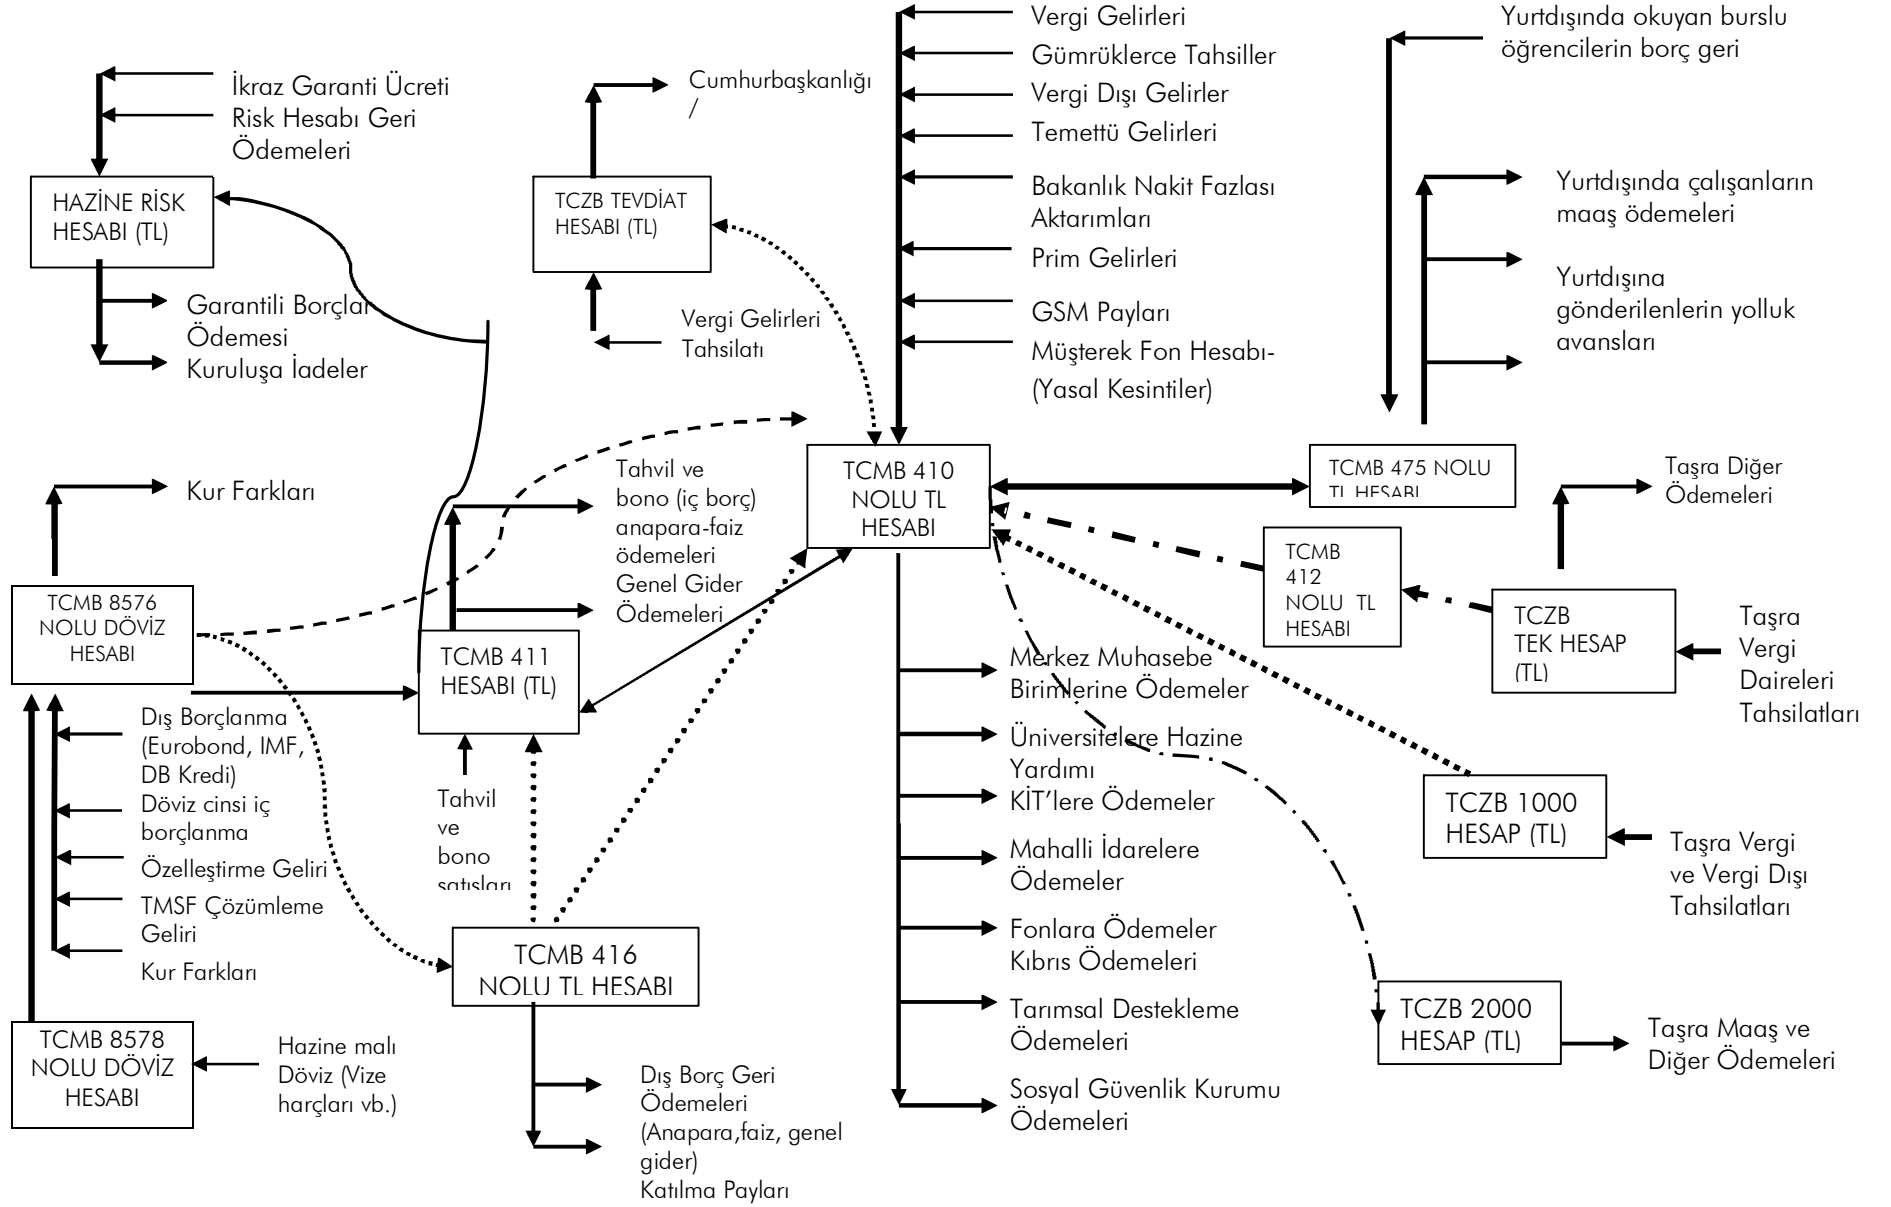 Vergi Gelirleri
Gümrüklerce Tahsiller
Vergi Dışı Gelirler
Temettü Gelirleri
Bakanlık Nakit Fazlası
Aktarımları
Prim Gelirleri
GSM Payları
Müşterek Fon Hesabı-
(Yasal Kesintiler)
Yurtdışında okuyan burslu
öğrencilerin borç geri
İkraz Garanti Ücreti
Risk Hesabı Geri
Ödemeleri
HAZİNE RİSK
HESABI (TL)
Garantili Borçlar
Ödemesi
Kuruluşa İadeler
Cumhurbaşkanlığı
/
TCZB TEVDİAT
HESABI (TL)
Vergi Gelirleri
Tahsilatı
Yurtdışında çalışanların
maaş ödemeleri
Yurtdışına
gönderilenlerin yolluk
avansları
Kur Farkları
TCMB 8576
NOLU DÖVİZ
HESABI
Tahvil ve
bono (iç borç)
anapara-faiz
ödemeleri
Genel Gider
Ödemeleri
TCMB 410
NOLU TL
HESABI
TCMB 475 NOLU
TL HESABI
Taşra Diğer
Ödemeleri
TCMB
412
NOLU TL
HESABI
TCZB
TEK HESAP
(TL)
Taşra
Vergi
Daireleri
Tahsilatları
TCMB 411
HESABI (TL)
Tahvil
ve
bono
satışları
Dış Borçlanma
(Eurobond, IMF,
DB Kredi)
Döviz cinsi iç
borçlanma
Özelleştirme Geliri
TMSF Çözümleme
Geliri
Kur Farkları
TCMB 8578
NOLU DÖVİZ
HESABI
Hazine malı
Döviz (Vize
harçları vb.)
TCMB 416
NOLU TL HESABI
Dış Borç Geri
Ödemeleri
(Anapara,faiz, genel
gider)
Katılma Payları
Merkez Muhasebe
Birimlerine Ödemeler
Üniversitelere Hazine
Yardımı
KİT’lere Ödemeler
Mahalli İdarelere
Ödemeler
Fonlara Ödemeler
Kıbrıs Ödemeleri
Tarımsal Destekleme
Ödemeleri
Sosyal Güvenlik Kurumu
Ödemeleri
TCZB 1000
HESAP (TL)
Taşra Vergi
ve Vergi Dışı
Tahsilatları
TCZB 2000
HESAP (TL)
Taşra Maaş ve
Diğer Ödemeleri